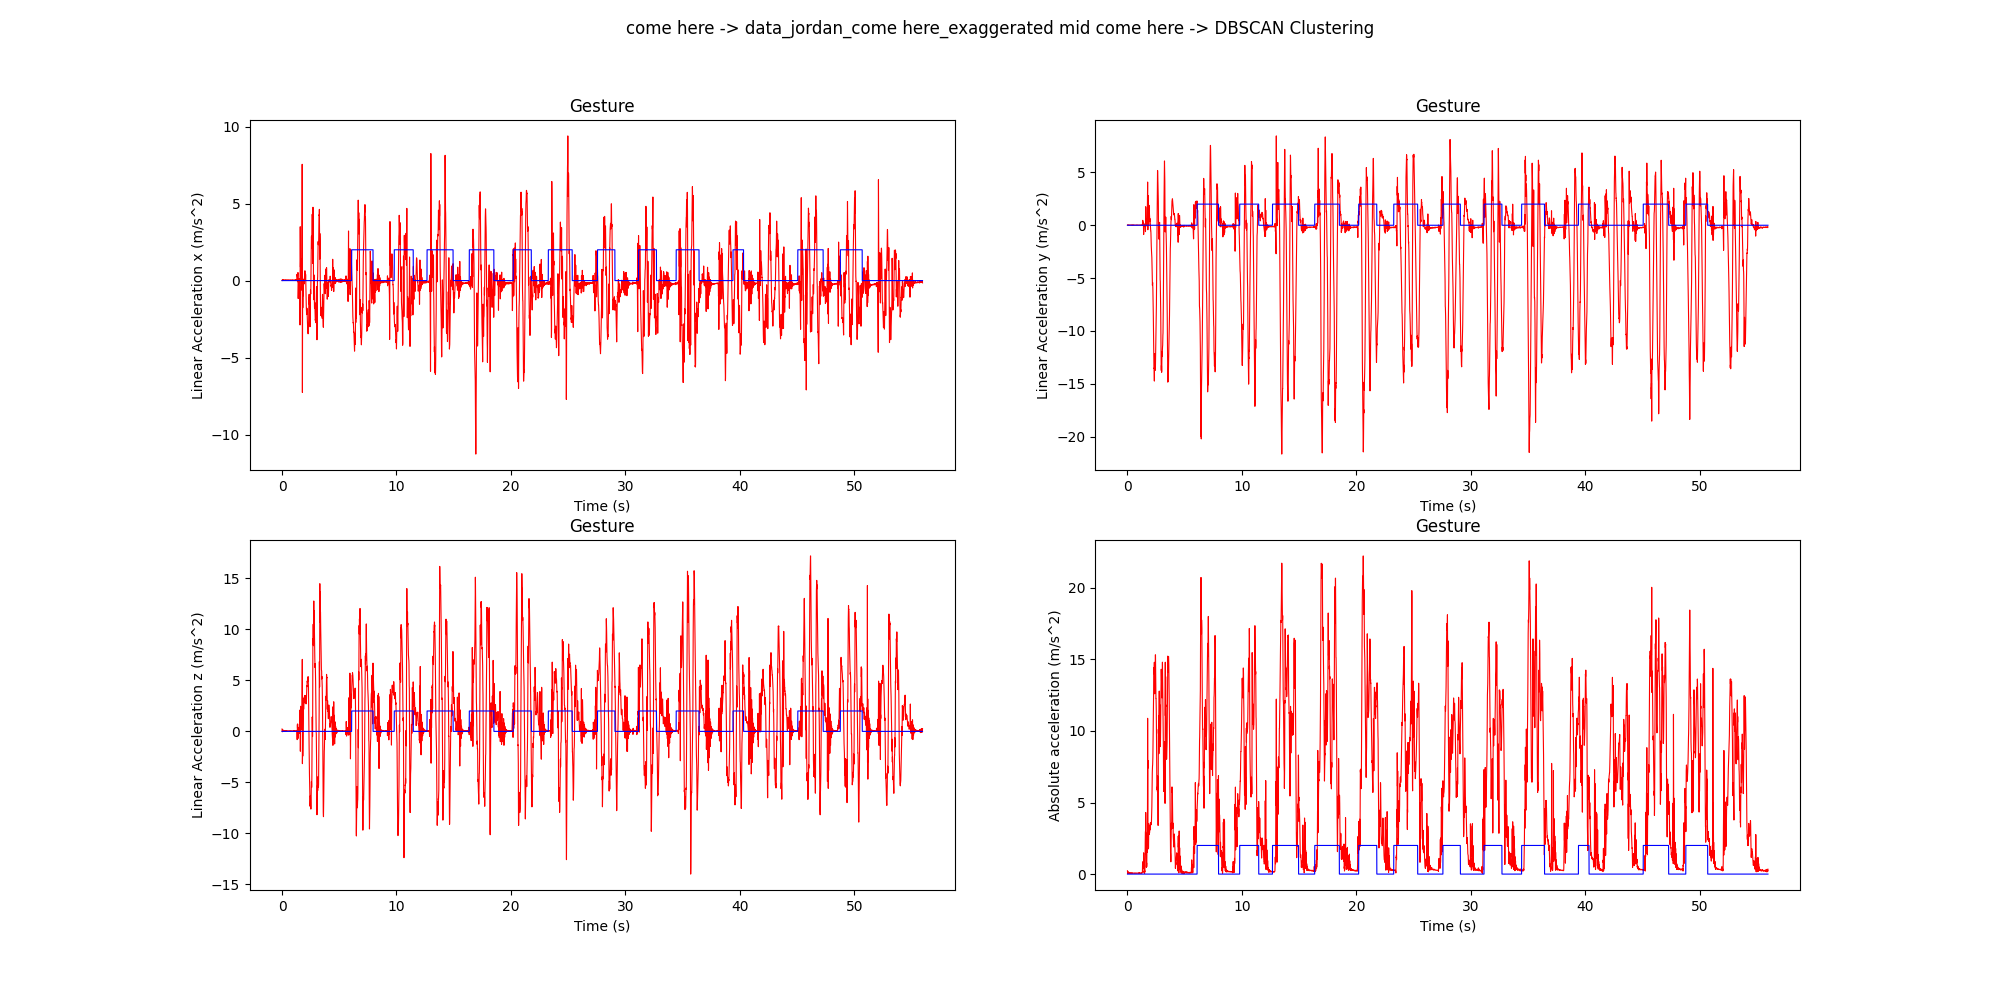 come here -> data_jordan_come here_exaggerated mid come here -> DBSCAN Clustering
Gesture
Linear Acceleration x (m/s^2)
10
5
0
−5
−10
0 10 20 30 40 50
Time (s)
Gesture
Linear Acceleration y (m/s^2)
5
0
−5
−10
−15
−20
0 10 20 30 40 50
Time (s)
Gesture
Linear Acceleration z (m/s^2)
15
10
5
0
−5
−10
−15
0 10 20 30 40 50
Time (s)
Gesture
Absolute acceleration (m/s^2)
20
15
10
5
0
0 10 20 30 40 50
Time (s)